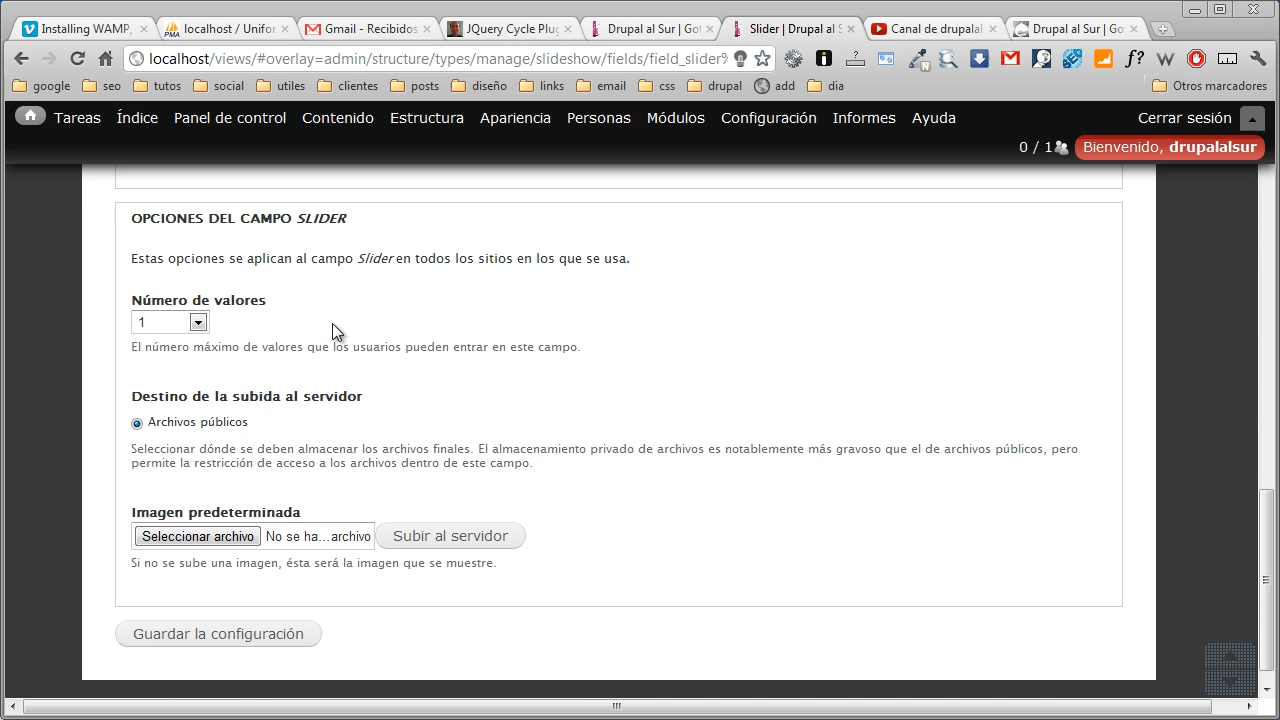 Installing WAMP,
localhost / Unifor
Gmail - Recibidos
JQuery Cycle Plug
Drupal al Sur | Go
Slider | Drupal al S
Canal de drupalal
Drupal al Sur | Go
localhost/views/#overlay=admin/structure/types/manage/slideshow/fields/field_slider%
google seo tutos social utiles clientes posts diseño links email css drupal add dia Otros marcadores
Tareas Índice Panel de control Contenido Estructura Apariencia Personas Módulos Configuración Informes Ayuda Cerrar sesión
0 / 1 Bienvenido, drupalalsur
OPCIONES DEL CAMPO SLIDER
Estas opciones se aplican al campo Slider en todos los sitios en los que se usa.
Número de valores
1
El número máximo de valores que los usuarios pueden entrar en este campo.
Destino de la subida al servidor
Archivos públicos
Seleccionar dónde se deben almacenar los archivos finales. El almacenamiento privado de archivos es notablemente más gravoso que el de archivos públicos, pero
permite la restricción de acceso a los archivos dentro de este campo.
Imagen predeterminada
Seleccionar archivo No se ha...archivo Subir al servidor
Si no se sube una imagen, ésta será la imagen que se muestre.
Guardar la configuración